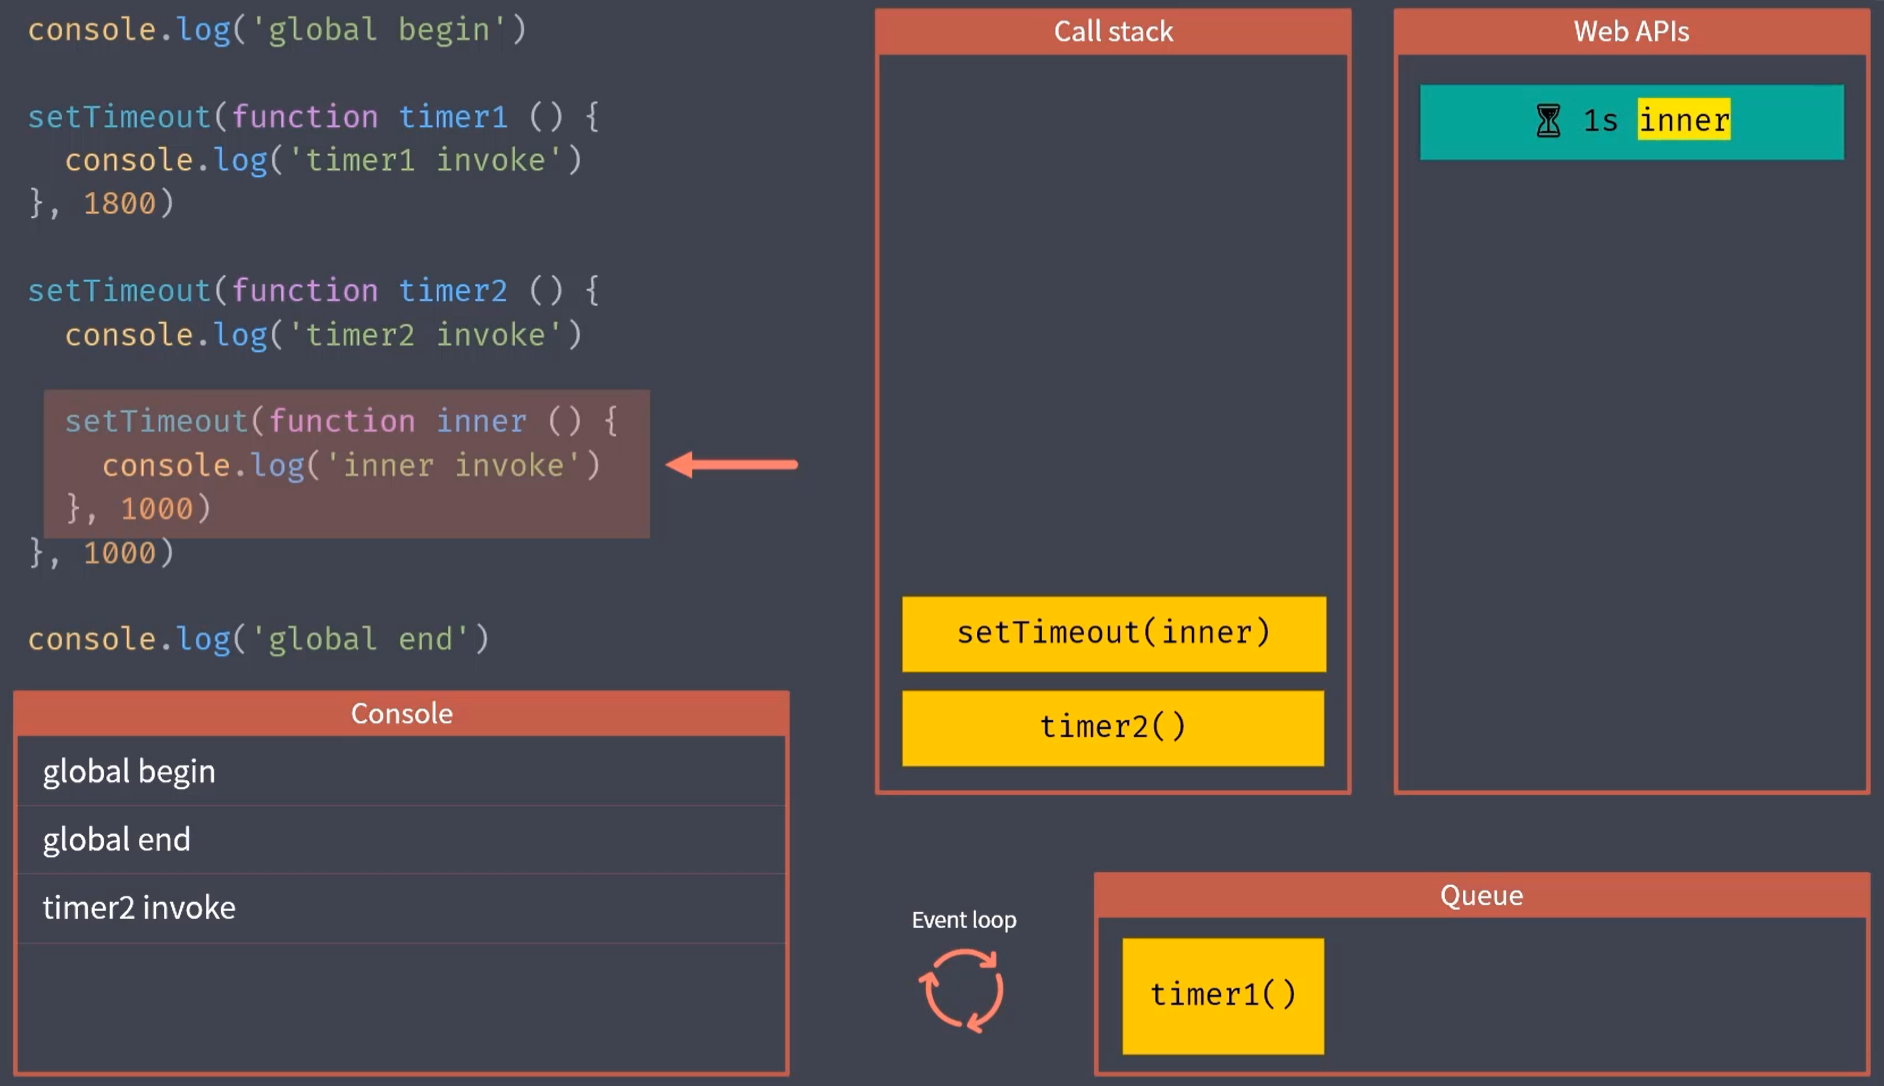 console.log('global begin')
setTimeout(function timer1 () {
console.log('timer1 invoke')
}, 1800)
setTimeout(function timer2 () {
console.log('timer2 invoke')
setTimeout(function inner () {
console.log('inner invoke')
}, 1000)
}, 1000)
console.log('global end')
Console
global begin
global end
timer2 invoke
Call stack
setTimeout(inner)
timer2()
Web APIs
1s inner
Event loop
Queue
timer1()